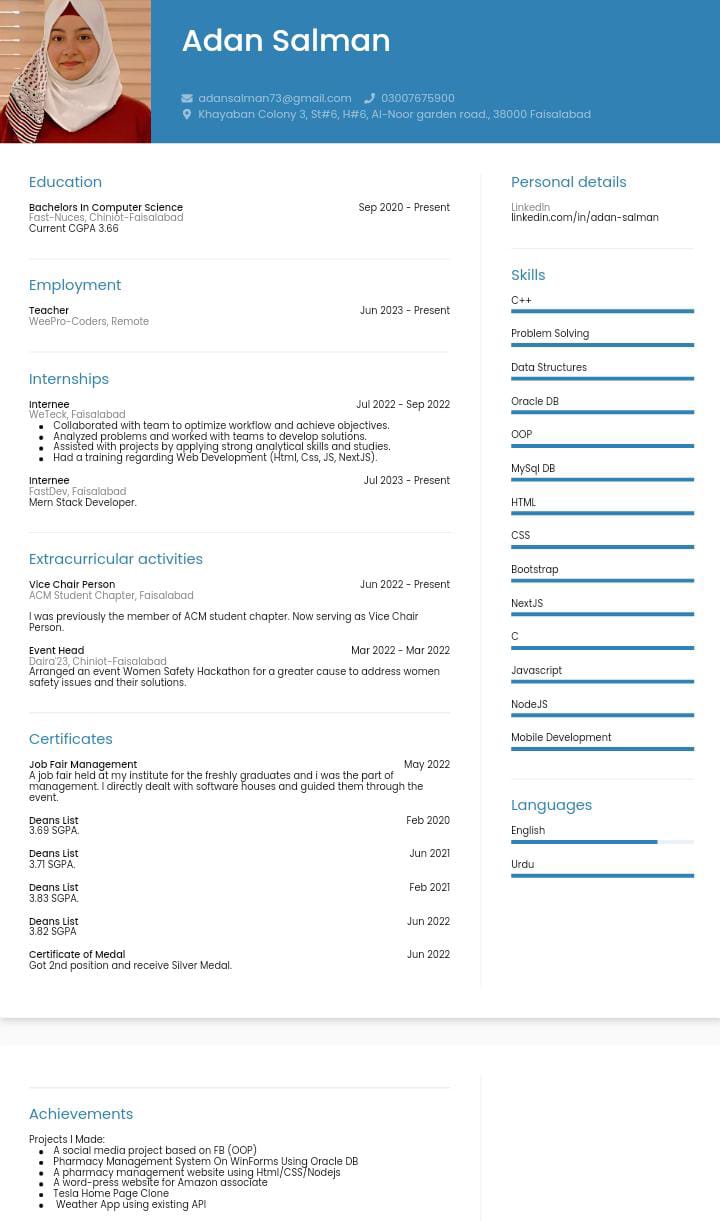 Adan Salman
adansalman73@gmail.com 03007675900
Khayaban Colony 3, St#6, H#6, Al-Noor garden road., 38000 Faisalabad
Education
Bachelors In Computer Science Sep 2020 - Present
Fast-Nuces, Chiniot-Faisalabad
Current CGPA 3.66
Employment
Teacher Jun 2023 - Present
WeePro-Coders, Remote
Internships
Internee Jul 2022 - Sep 2022
WeTeck, Faisalabad
• Collaborated with team to optimize workflow and achieve objectives.
• Analyzed problems and worked with teams to develop solutions.
• Assisted with projects by applying strong analytical skills and studies.
• Had a training regarding Web Development (Html, Css, JS, NextJS).
Internee Jul 2023 - Present
FastDev, Faisalabad
Mern Stack Developer.
Extracurricular activities
Vice Chair Person Jun 2022 - Present
ACM Student Chapter, Faisalabad
I was previously the member of ACM student chapter. Now serving as Vice Chair
Person.
Event Head Mar 2022 - Mar 2022
Daira'23, Chiniot-Faisalabad
Arranged an event Women Safety Hackathon for a greater cause to address women
safety issues and their solutions.
Certificates
Job Fair Management May 2022
A job fair held at my institute for the freshly graduates and i was the part of
management. I directly dealt with software houses and guided them through the
event.
Deans List Feb 2020
3.69 SGPA.
Deans List Jun 2021
3.71 SGPA.
Deans List Feb 2021
3.83 SGPA.
Deans List Jun 2022
3.82 SGPA
Certificate of Medal Jun 2022
Got 2nd position and receive Silver Medal.
Personal details
LinkedIn
linkedin.com/in/adan-salman
Skills
C++
Problem Solving
Data Structures
Oracle DB
OOP
MySql DB
HTML
CSS
Bootstrap
NextJS
C
Javascript
NodeJS
Mobile Development
Languages
English
Urdu
Achievements
Projects I Made:
• A social media project based on FB (OOP)
• Pharmacy Management System On WinForms Using Oracle DB
• A pharmacy management website using Html/CSS/Nodejs
• A word-press website for Amazon associate
• Tesla Home Page Clone
• Weather App using existing API